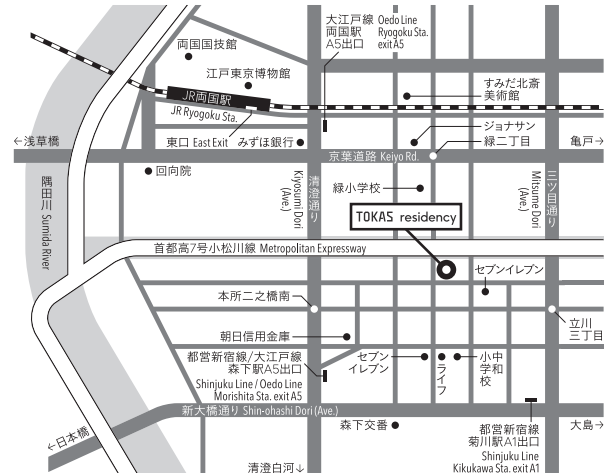 大江戸線 Oedo Line
両国駅 Ryogoku Sta.
A5出口 exit A5
両国国技館
江戸東京博物館
すみだ北斎
美術館
JR両国駅
JR Ryogoku Sta.
←浅草橋
東口 East Exit
みずほ銀行
ジョナサン
緑二丁目
亀戸→
京葉道路 Keiyo Rd.
回向院
隅田川 Sumida River
Kiyosumi Dori
(Ave.)
清澄通り
緑小学校
Mitsume Dori
(Ave.)
三ツ目通り
TOKAS residency
首都高7号小松川線 Metropolitan Expressway
セブンイレブン
本所二之橋南
朝日信用金庫
立川
三丁目
都営新宿線/大江戸線
森下駅A5出口
Shinjuku Line / Oedo Line
Morishita Sta. exit A5
セブン
イレブン
ライフ
小中
学和
校
新大橋通り Shin-ohashi Dori (Ave.)
←日本橋
森下交番
都営新宿線
菊川駅A1出口
Shinjuku Line
Kikukawa Sta. exit A1
大島→
清澄白河↓